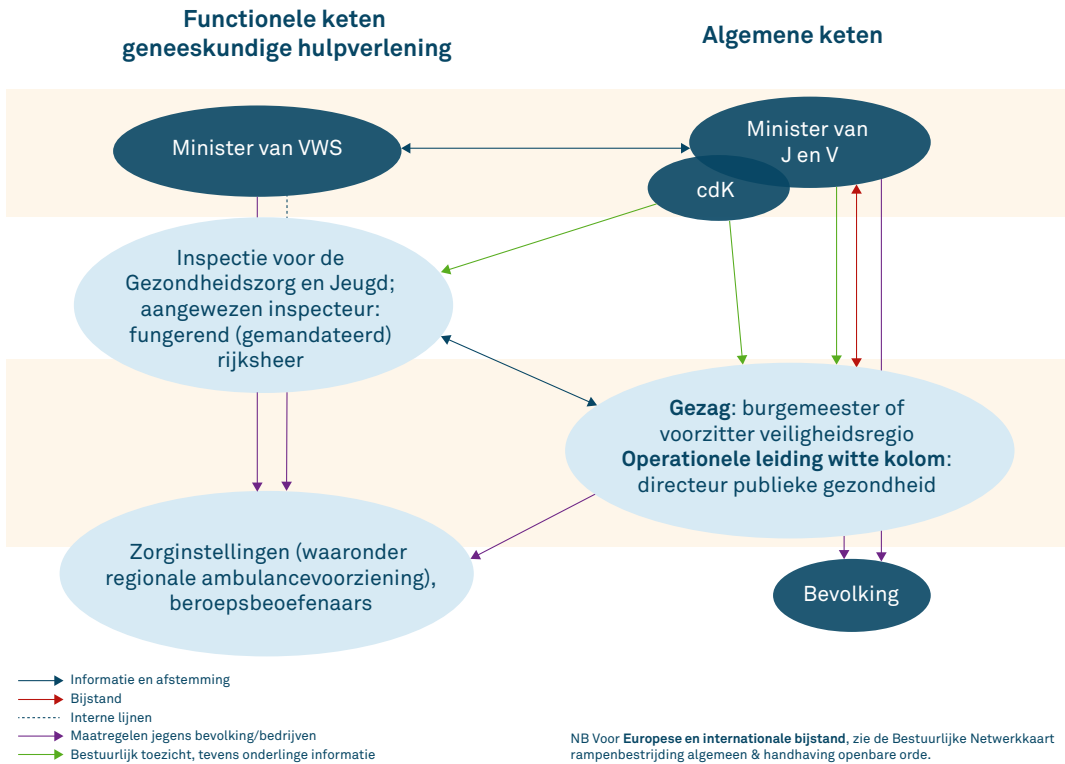 Functionele keten
geneeskundige hulpverlening
Algemene keten
Minister van VWS
Minister van
J en V
cdK
Inspectie voor de
Gezondheidszorg en Jeugd;
aangewezen inspecteur:
fungerend (gemandateerd)
rijksheer
Gezag: burgemeester of
voorzitter veiligheidsregio
Operationele leiding witte kolom:
directeur publieke gezondheid
Zorginstellingen (waaronder
regionale ambulancevoorziening),
beroepsbeoefenaars
Bevolking
Informatie en afstemming
Bijstand
Interne lijnen
Maatregelen jegens bevolking/bedrijven
Bestuurlijk toezicht, tevens onderlinge informatie
NB Voor Europese en internationale bijstand, zie de Bestuurlijke Netwerkkaart
rampenbestrijding algemeen & handhaving openbare orde.